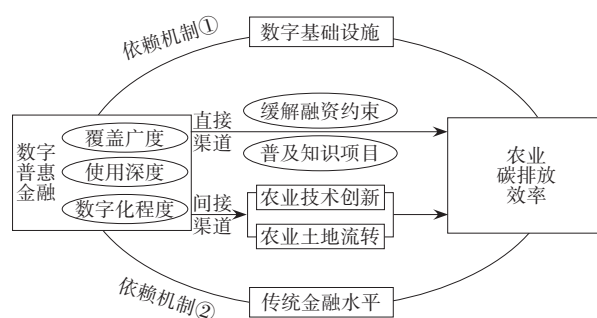 依赖机制①
数字基础设施
数字
普惠
金融
覆盖广度
使用深度
数字化程度
直接
渠道
缓解融资约束
普及知识项目
间接
渠道
农业技术创新
农业土地流转
农业
碳排放
效率
依赖机制②
传统金融水平